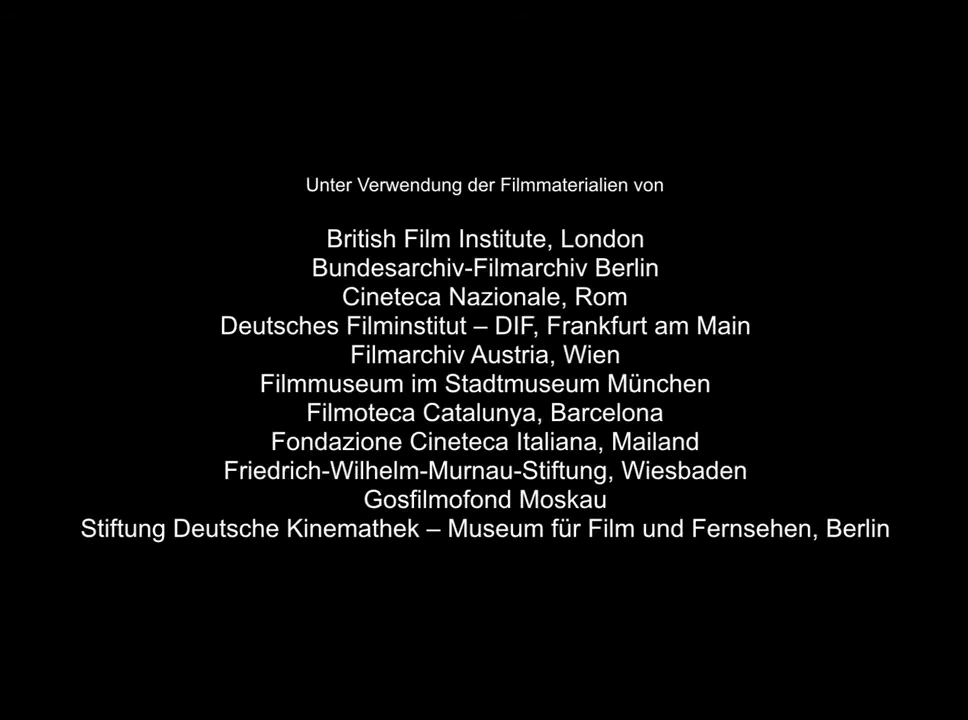 Unter Verwendung der Filmmaterialien von
British Film Institute, London
Bundesarchiv-Filmarchiv Berlin
Cineteca Nazionale, Rom
Deutsches Filminstitut – DIF, Frankfurt am Main
Filmarchiv Austria, Wien
Filmmuseum im Stadtmuseum München
Filmoteca Catalunya, Barcelona
Fondazione Cineteca Italiana, Mailand
Friedrich-Wilhelm-Murnau-Stiftung, Wiesbaden
Gosfilmofond Moskau
Stiftung Deutsche Kinemathek – Museum für Film und Fernsehen, Berlin